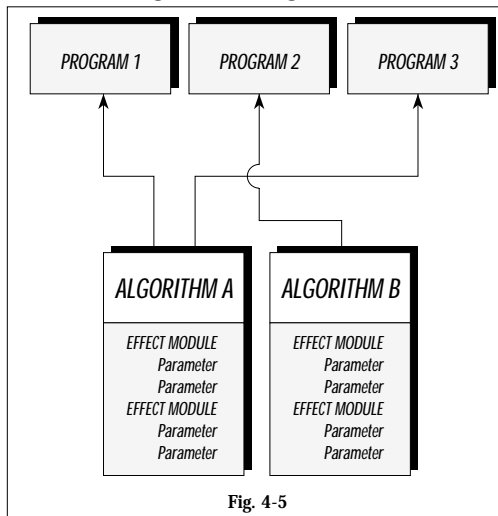 PROGRAM 1
PROGRAM 2
PROGRAM 3
ALGORITHM A
EFFECT MODULE
Parameter
Parameter
EFFECT MODULE
Parameter
Parameter
ALGORITHM B
EFFECT MODULE
Parameter
Parameter
EFFECT MODULE
Parameter
Parameter
Fig. 4-5